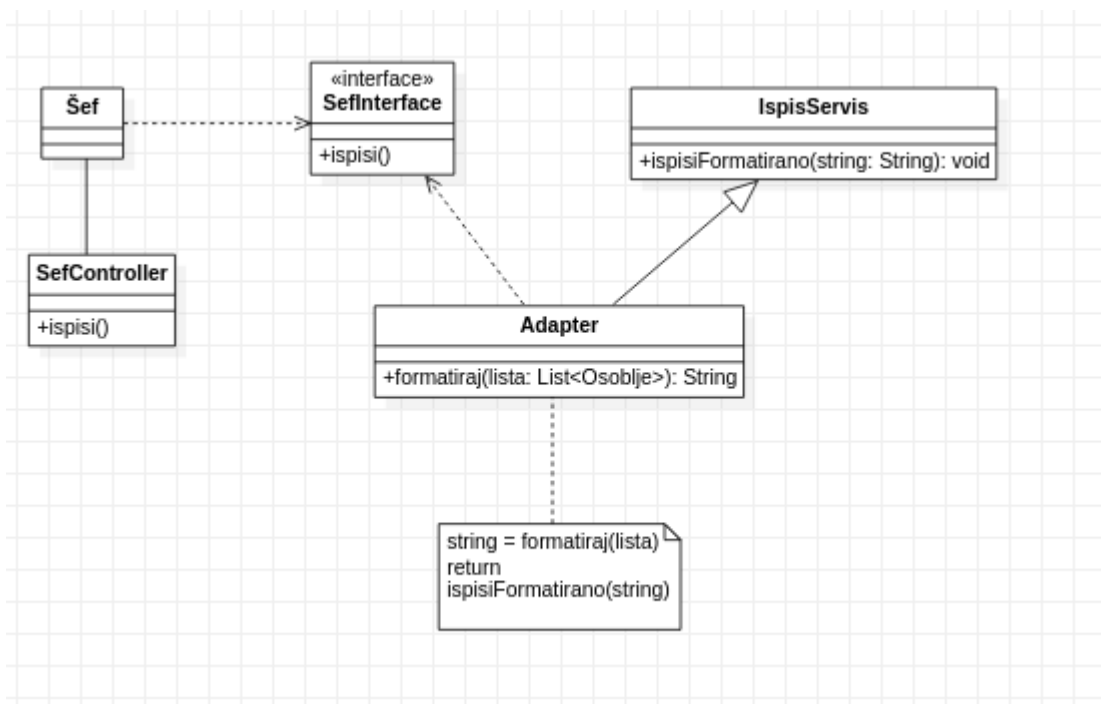 Šef
«interface»
SefInterface
+ispisi()
IspisServis
+ispisiFormatirano(string: String): void
SefController
+ispisi()
Adapter
+formatiraj(lista: List<Osoblje>): String
string = formatiraj(lista)
return
ispisiFormatirano(string)